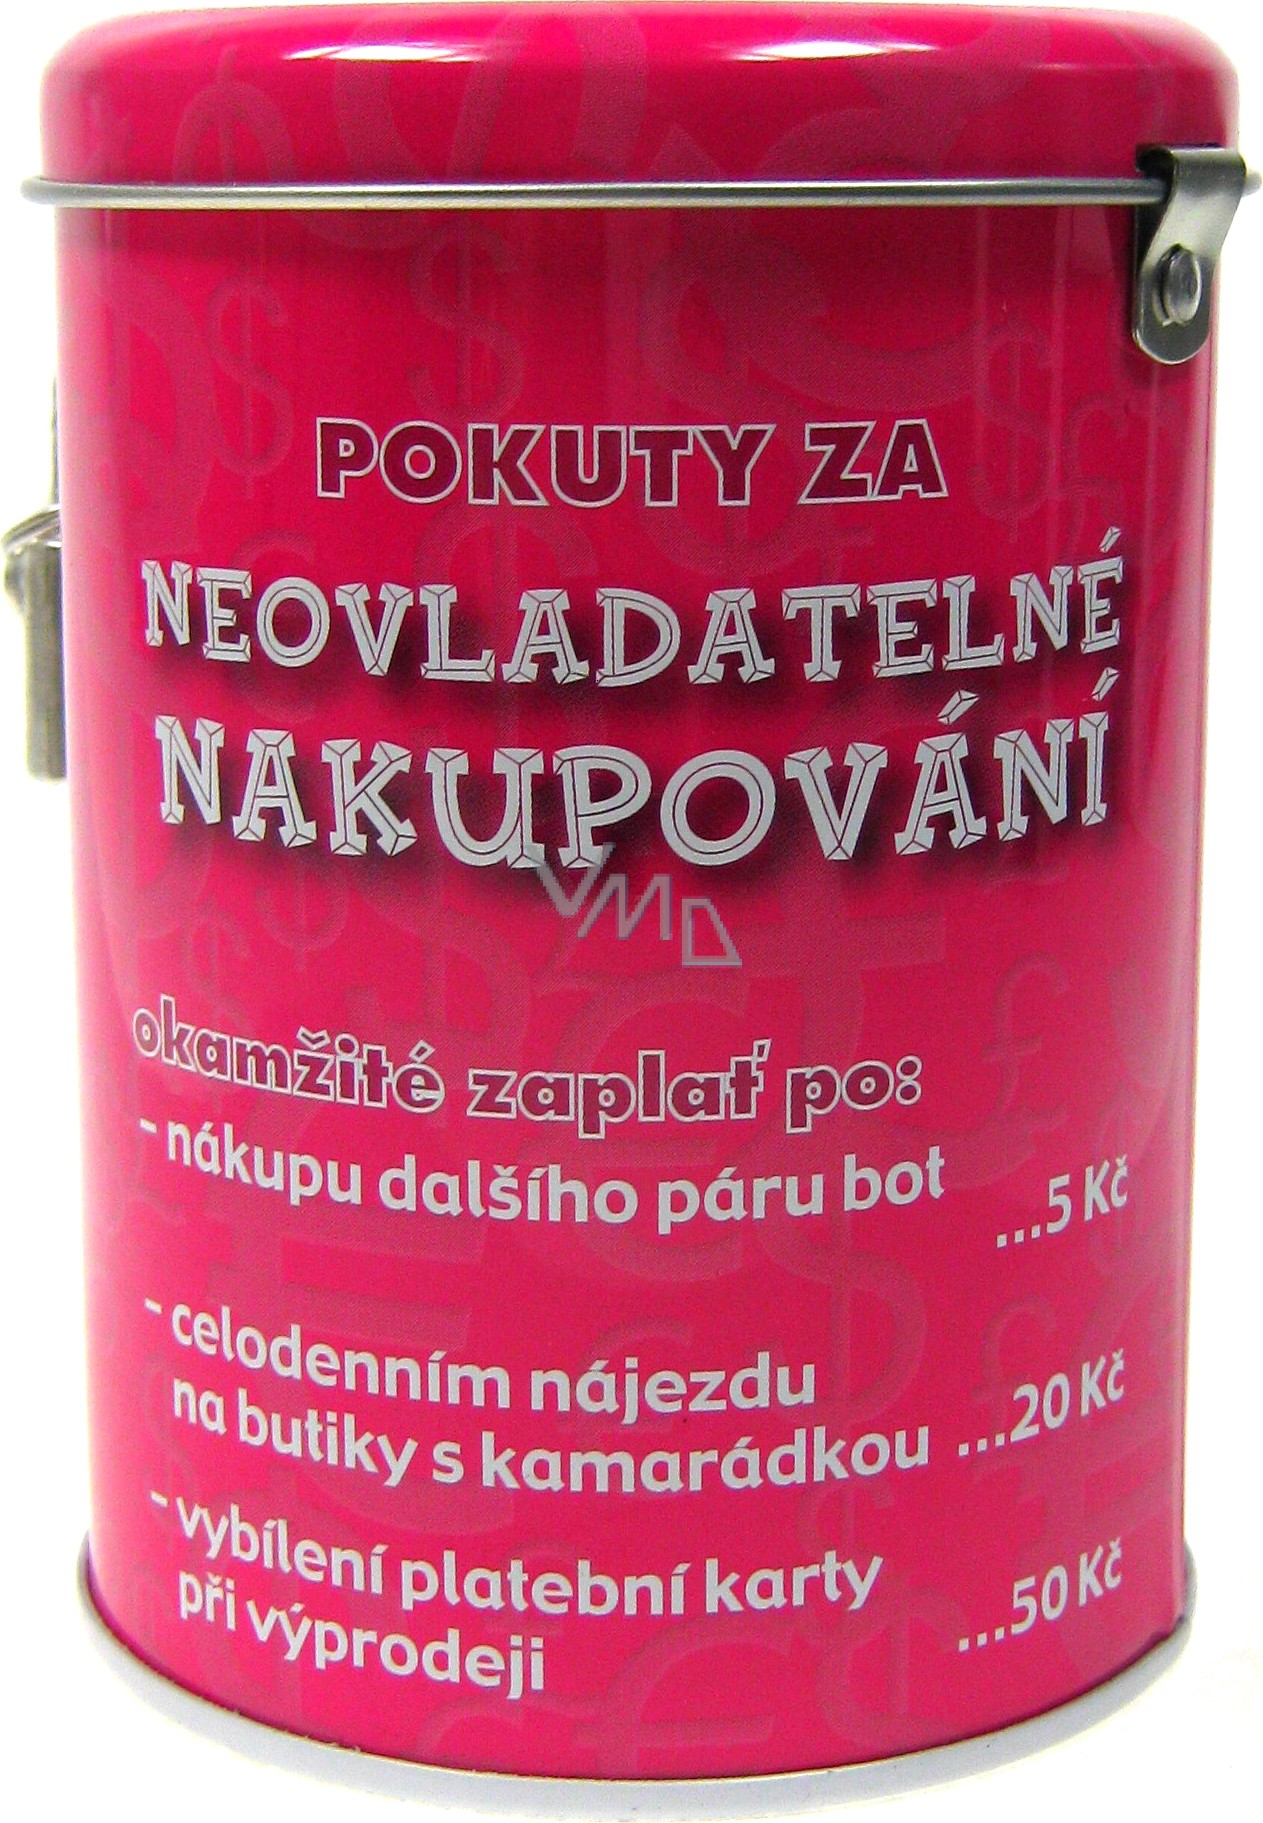 POKUTY ZA
NEOVLADATELNÉ
NAKUPOVÁNÍ
VMD
okamžité zaplať po:
- nákupu dalšího páru bot
...5 Kč
- celodenním nájezdu
na butiky s kamarádkou ...20 Kč
- vybílení platební karty
při výprodeji ...50 Kč